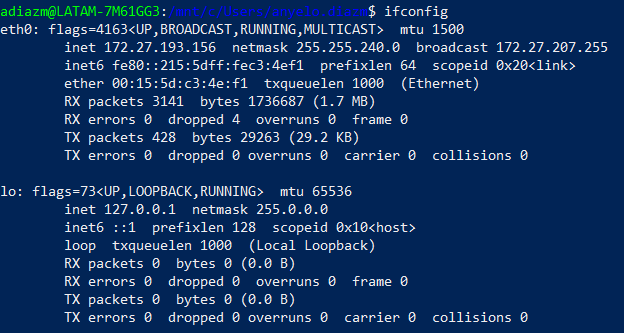 adiazm@LATAM-7M61GG3:/mnt/c/Users/angelo.diazm$ ifconfig
eth0: flags=4163<UP,BROADCAST,RUNNING,MULTICAST>  mtu 1500
        inet 172.27.193.156  netmask 255.255.240.0  broadcast 172.27.207.255
        inet6 fe80::215:5dff:fec3:4ef1  prefixlen 64  scopeid 0x20<link>
        ether 00:15:5d:c3:4e:f1  txqueuelen 1000  (Ethernet)
        RX packets 3141  bytes 1736687 (1.7 MB)
        RX errors 0  dropped 4  overruns 0  frame 0
        TX packets 428  bytes 29263 (29.2 KB)
        TX errors 0  dropped 0 overruns 0  carrier 0  collisions 0

lo: flags=73<UP,LOOPBACK,RUNNING>  mtu 65536
        inet 127.0.0.1  netmask 255.0.0.0
        inet6 ::1  prefixlen 128  scopeid 0x10<host>
        loop  txqueuelen 1000  (Local Loopback)
        RX packets 0  bytes 0 (0.0 B)
        RX errors 0  dropped 0  overruns 0  frame 0
        TX packets 0  bytes 0 (0.0 B)
        TX errors 0  dropped 0 overruns 0  carrier 0  collisions 0